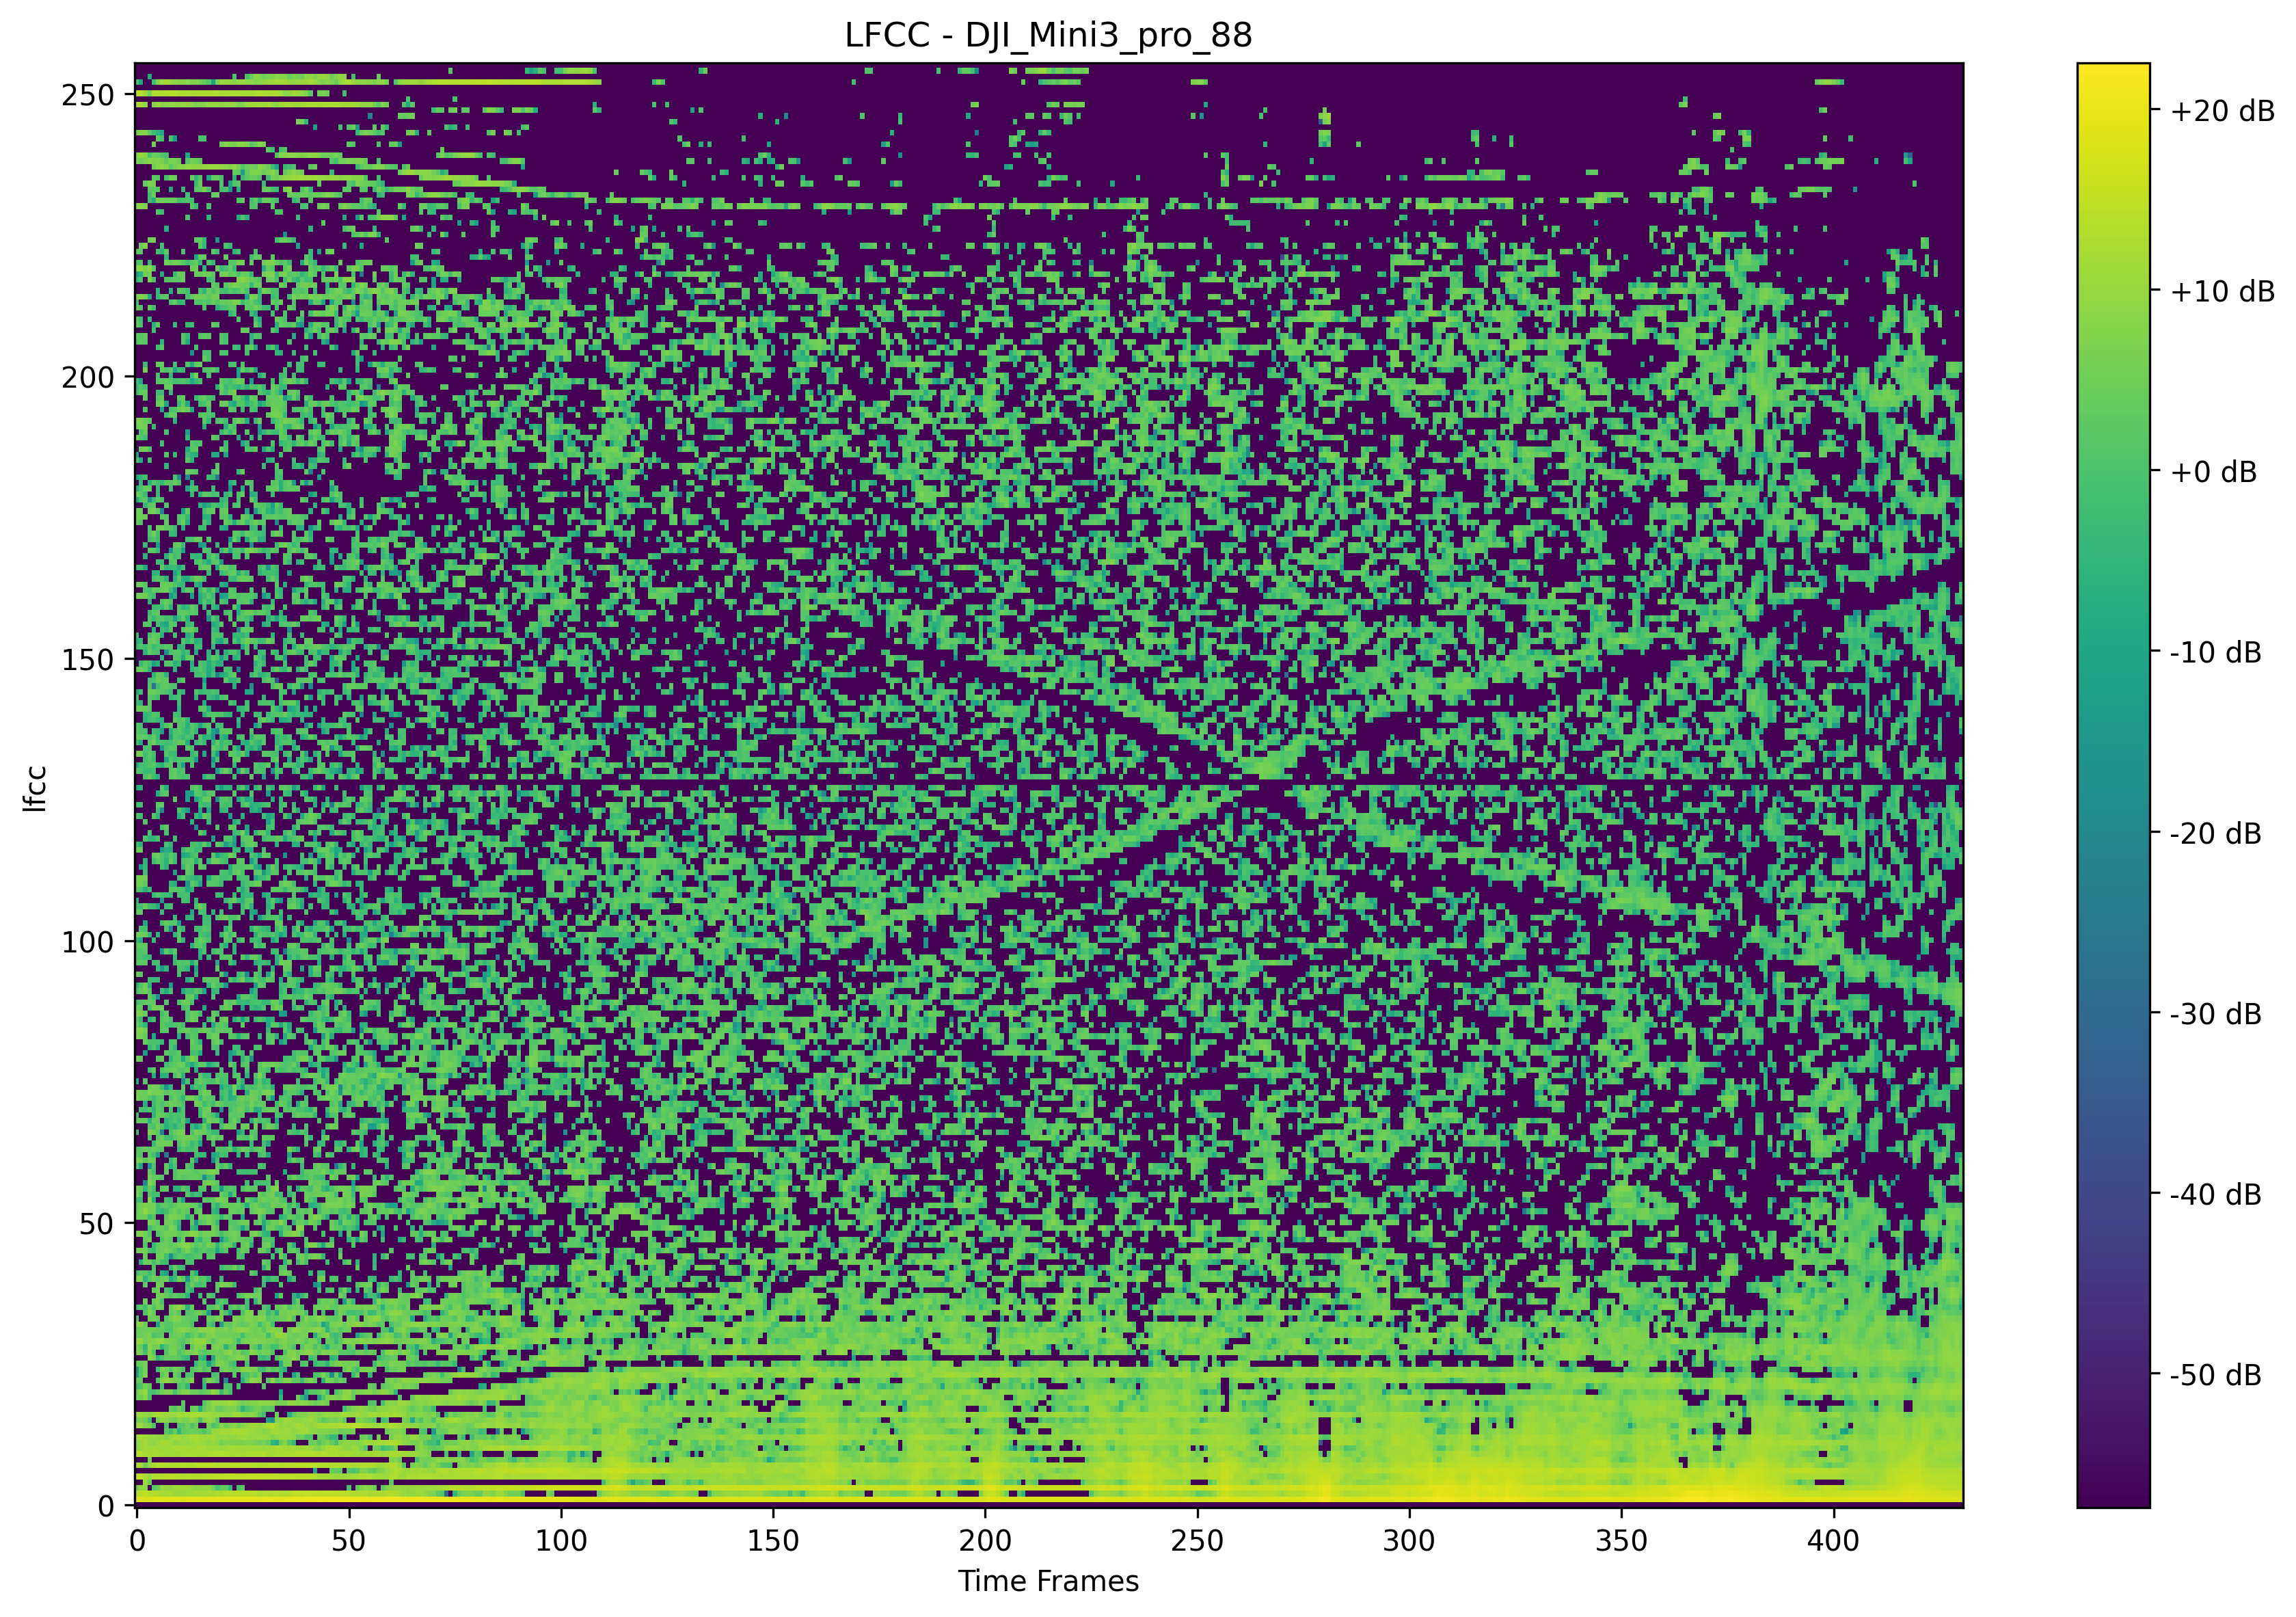 LFCC - DJI_Mini3_pro_88
250
200
150
100
50
0
lfcc
0 50 100 150 200 250 300 350 400
Time Frames
+20 dB
+10 dB
+0 dB
-10 dB
-20 dB
-30 dB
-40 dB
-50 dB